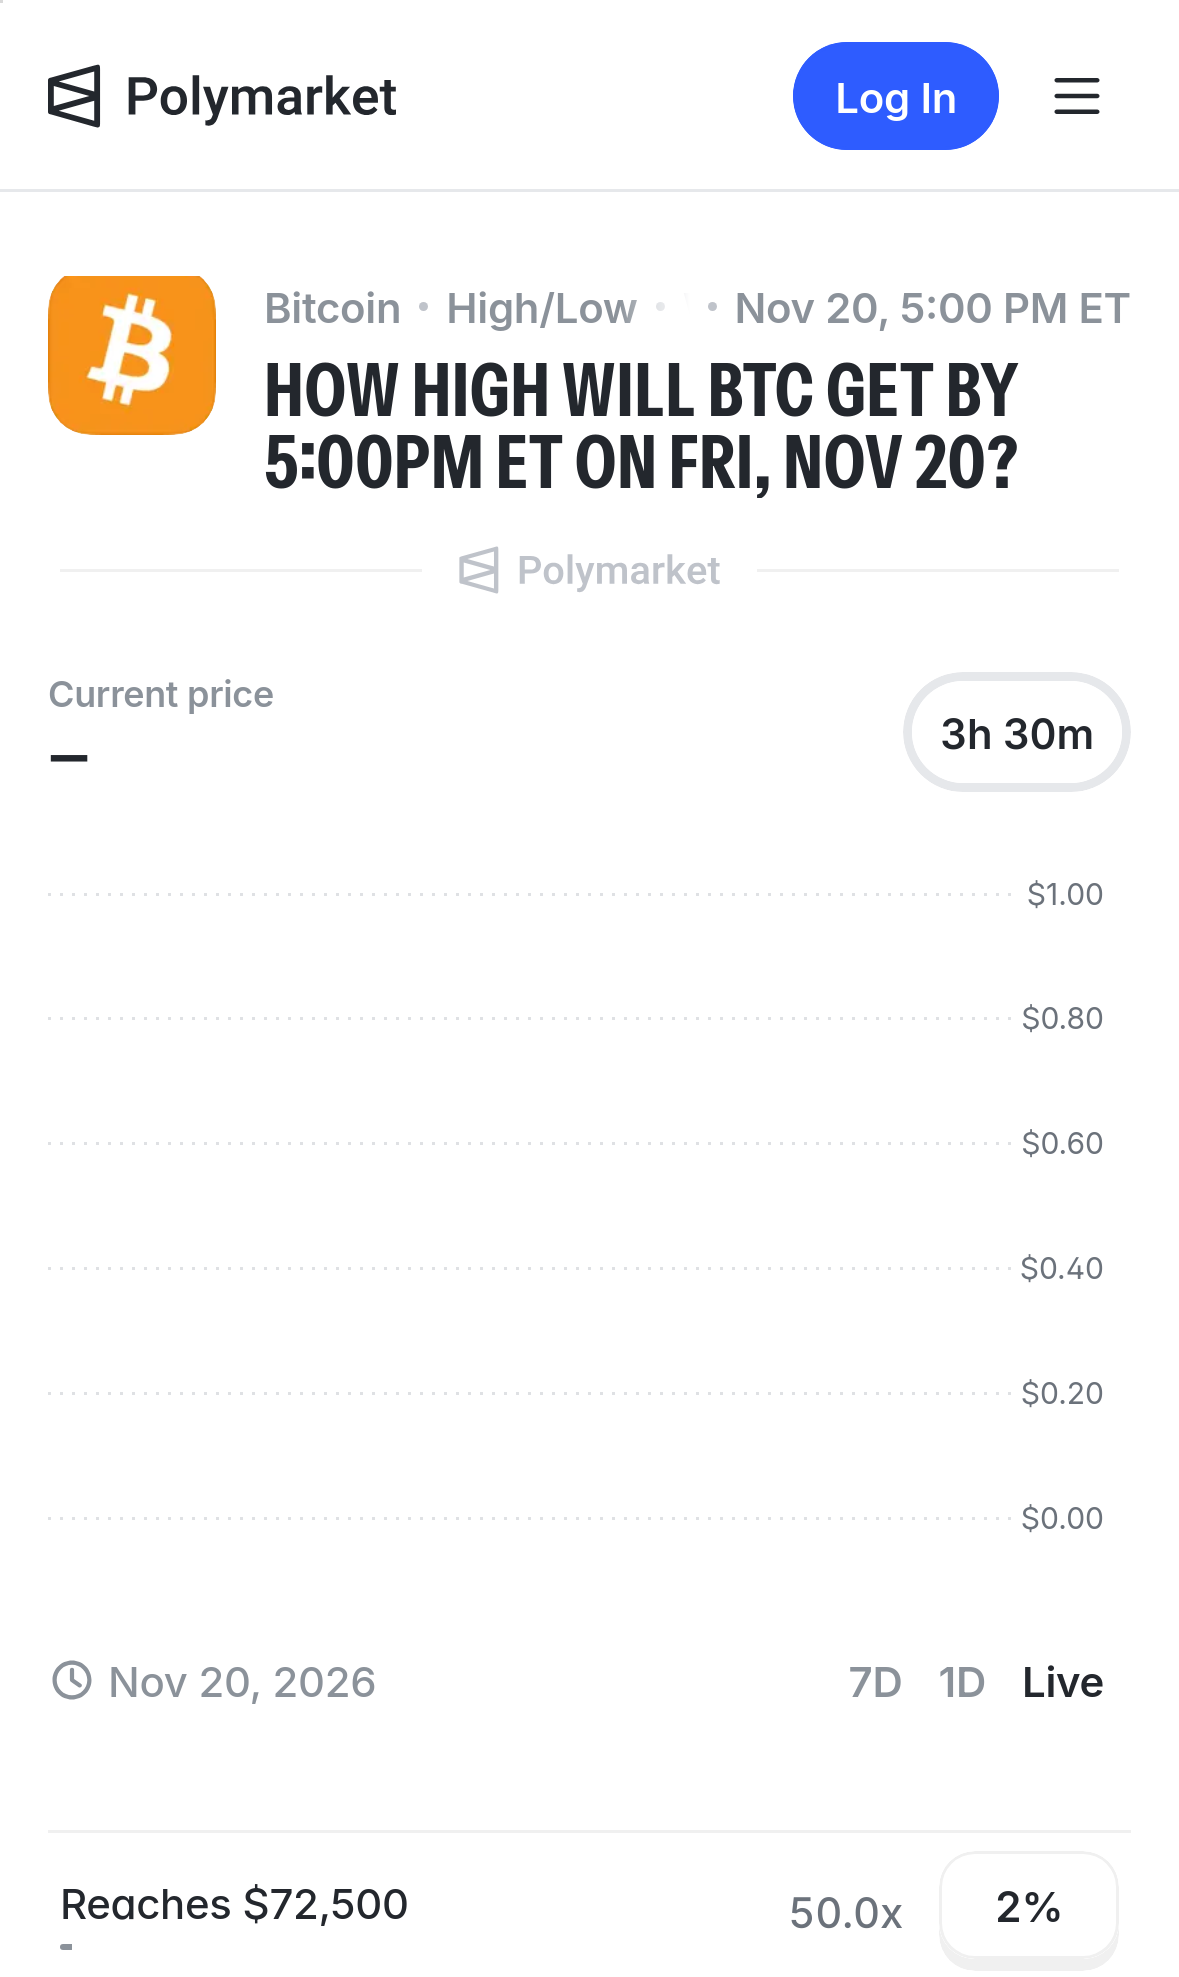 Polymarket
Log In
Bitcoin • High/Low • • Nov 20, 5:00 PM ET
HOW HIGH WILL BTC GET BY
5:00PM ET ON FRI, NOV 20?
Polymarket
Current price
—
3h 30m
$1.00
$0.80
$0.60
$0.40
$0.20
$0.00
Nov 20, 2026 7D 1D Live
Reaches $72,500 50.0x 2%